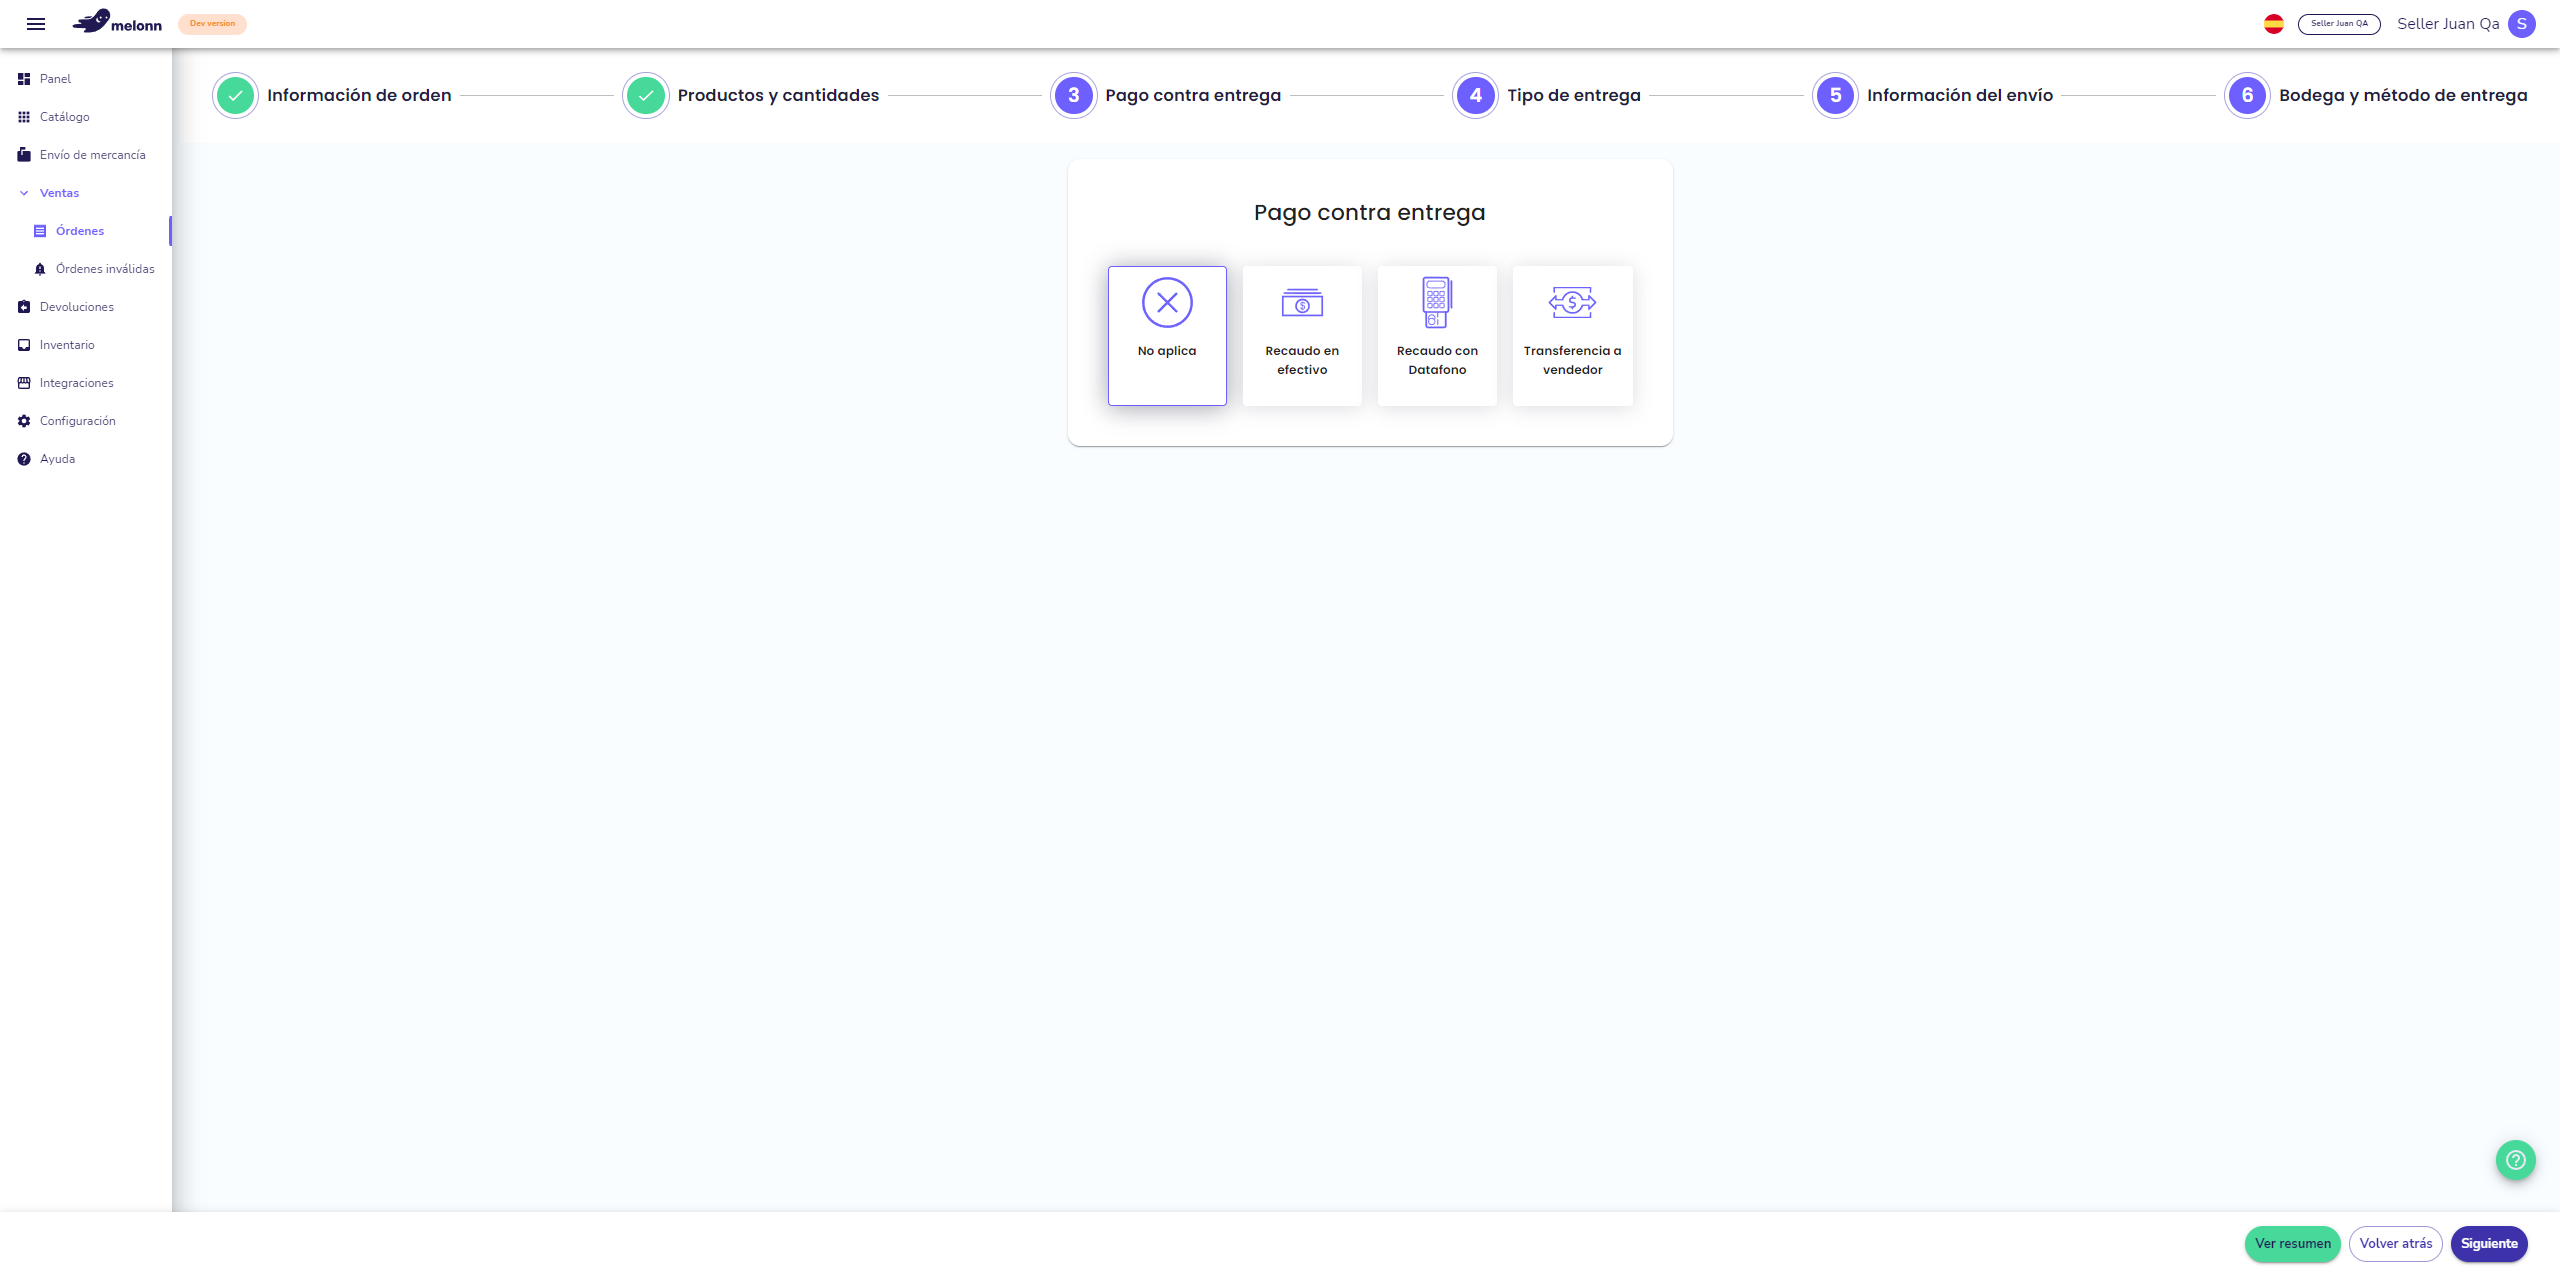 melonn
Dev version
Seller Juan QA
Seller Juan Qa
S
Panel
Catálogo
Envío de mercancía
Ventas
Órdenes
Órdenes inválidas
Devoluciones
Inventario
Integraciones
Configuración
Ayuda
Información de orden
Productos y cantidades
3 Pago contra entrega
4 Tipo de entrega
5 Información del envío
6 Bodega y método de entrega
Pago contra entrega
No aplica
Recaudo en
efectivo
Recaudo con
Datafono
Transferencia a
vendedor
Ver resumen
Volver atrás
Siguiente